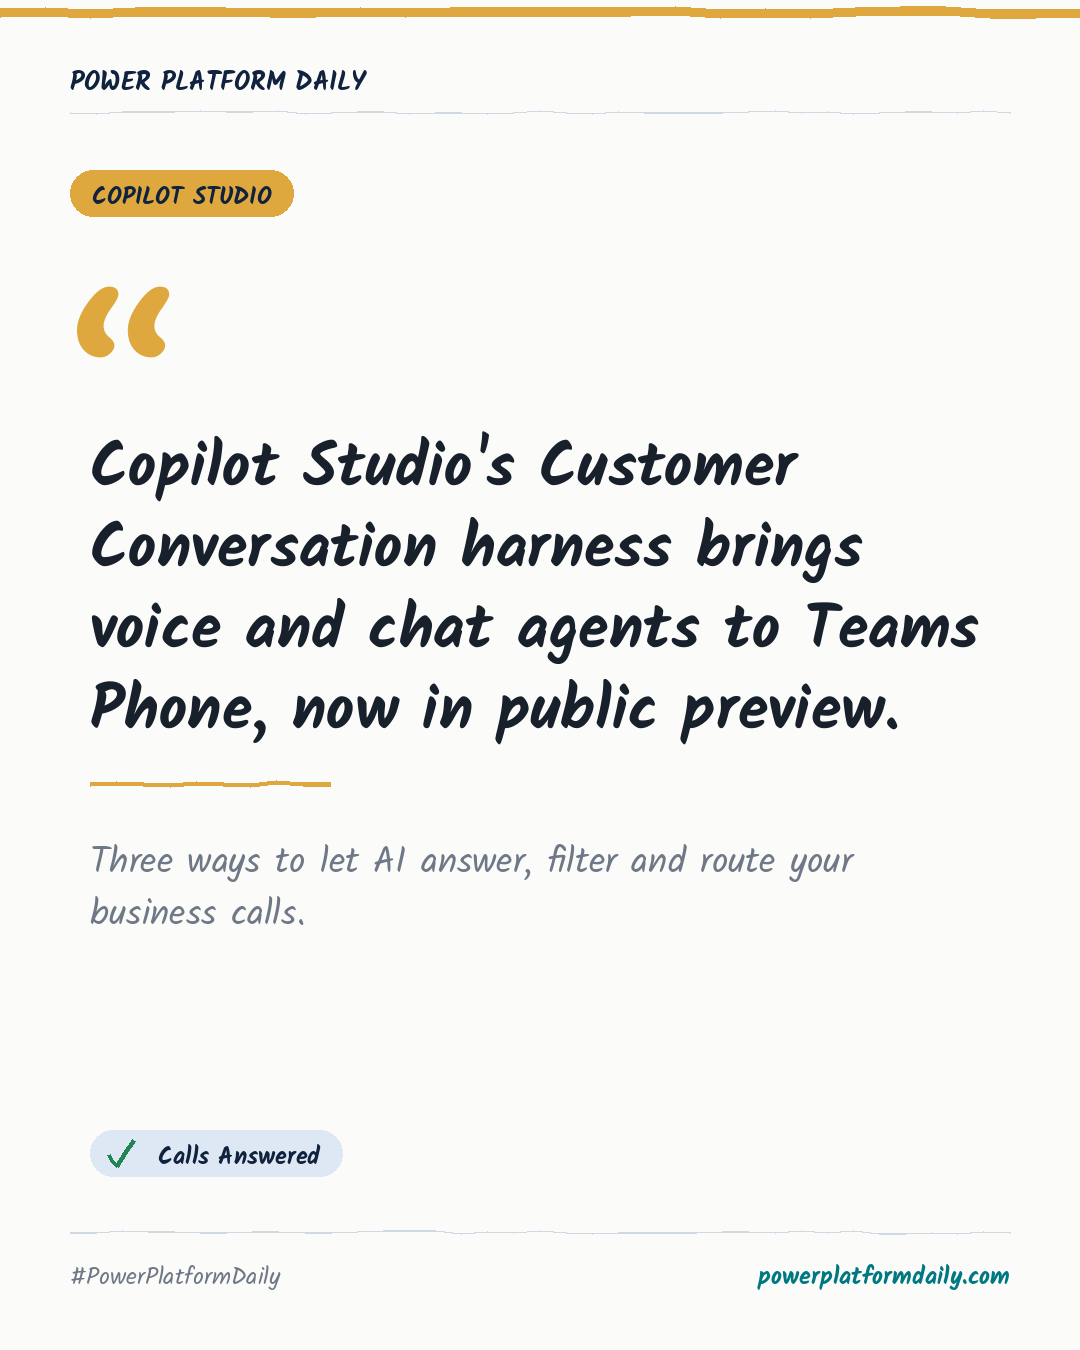 POWER PLATFORM DAILY
COPILOT STUDIO
“
Copilot Studio's Customer
Conversation harness brings
voice and chat agents to Teams
Phone, now in public preview.
Three ways to let AI answer, filter and route your
business calls.
Calls Answered
#PowerPlatformDaily
powerplatformdaily.com